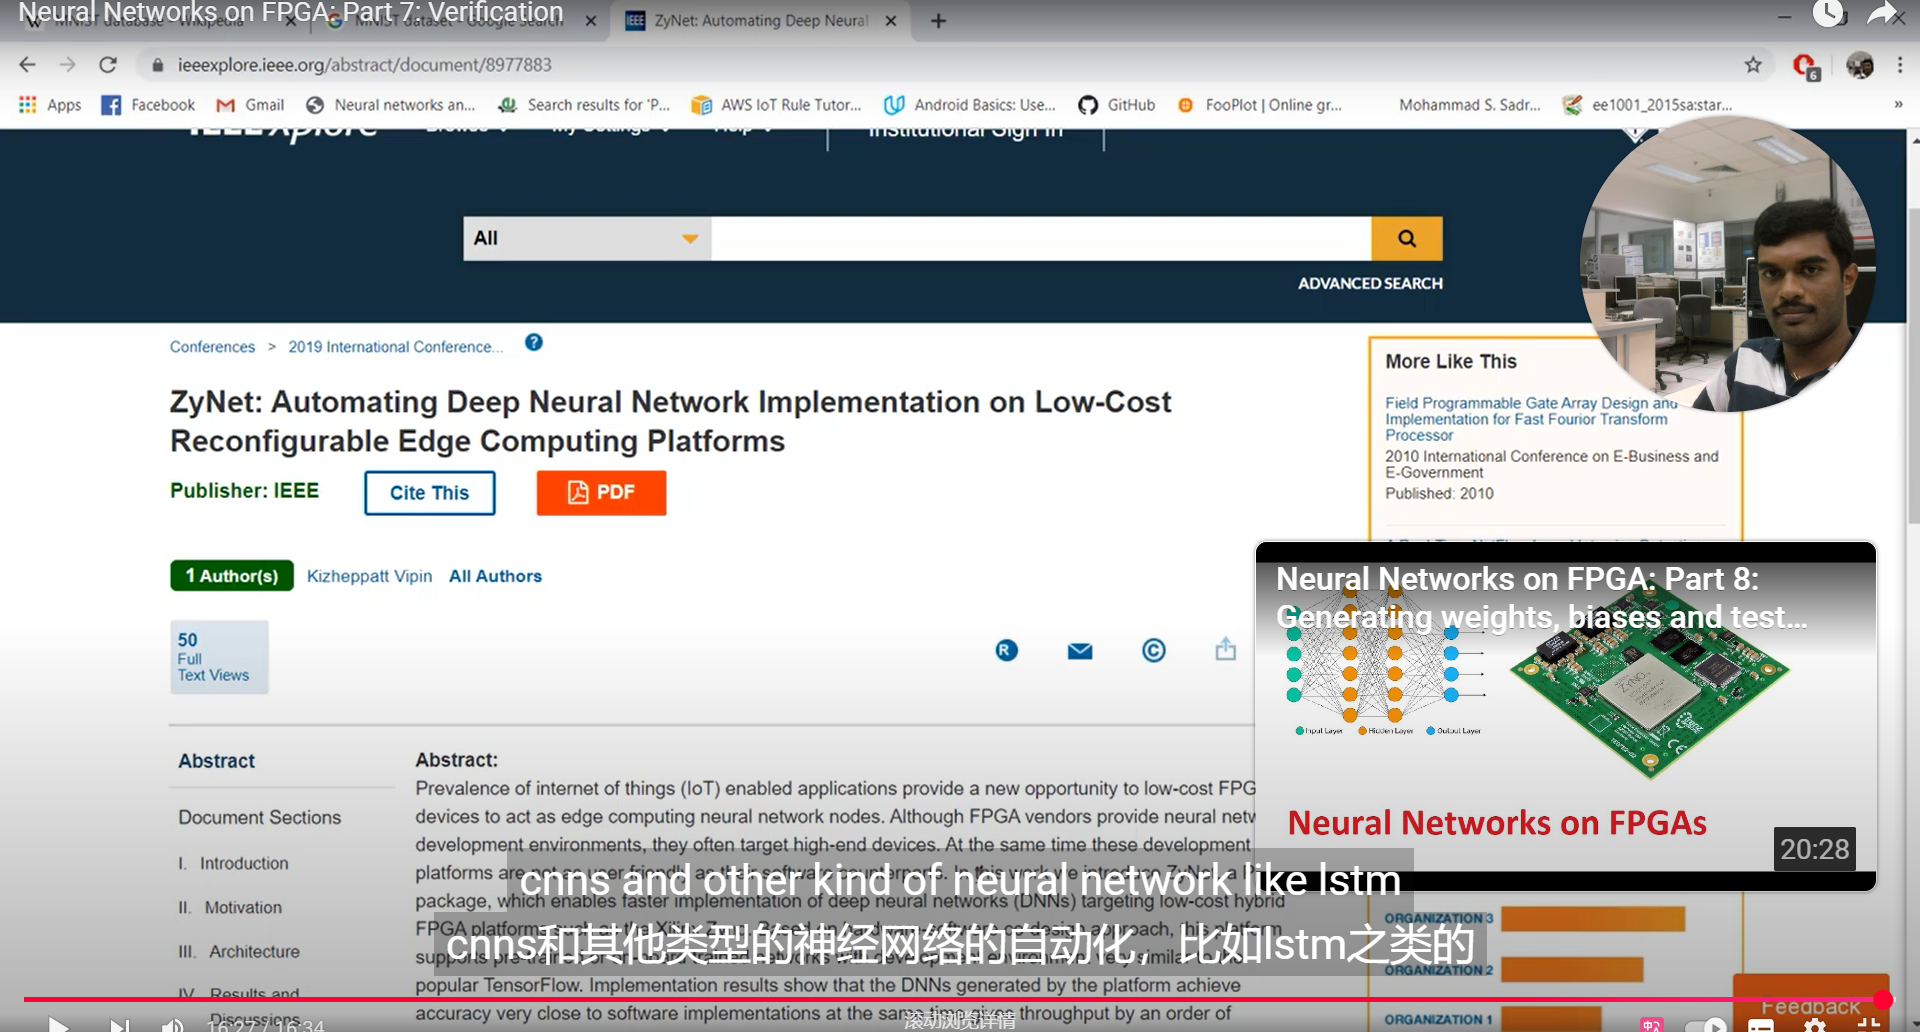 Neural Networks on FPGA: Part 7: Verification
ZyNet: Automating Deep Neural
ieeexplore.ieee.org/abstract/document/8977883
6
Apps
Facebook
Gmail
Neural networks an...
Search results for 'P...
AWS IoT Rule Tutor...
Android Basics: Use...
GitHub
FooPlot | Online gr...
Mohammad S. Sadr...
ee1001_2015sa:star...
»
Institutional Sign In
All
ADVANCED SEARCH
Conferences > 2019 International Conference...
ZyNet: Automating Deep Neural Network Implementation on Low-Cost
Reconfigurable Edge Computing Platforms
Publisher: IEEE
Cite This
PDF
1 Author(s)
Kizheppatt Vipin
All Authors
50
Full
Text Views
More Like This
Field Programmable Gate Array Design and
Implementation for Fast Fourior Transform
Processor
2010 International Conference on E-Business and
E-Government
Published: 2010
Neural Networks on FPGA: Part 8:
Generating weights, biases and test...
Input Layer
Hidden Layer
Output Layer
ZYNQ
Neural Networks on FPGAs
20:28
Abstract
Document Sections
I. Introduction
II. Motivation
III. Architecture
IV. Results and
Discussions
Abstract:
Prevalence of internet of things (IoT) enabled applications provide a new opportunity to low-cost FPG
devices to act as edge computing neural network nodes. Although FPGA vendors provide neural netw
development environments, they often target high-end devices. At the same time these development
platforms are
package, which enables faster implementation of deep neural networks (DNNs) targeting low-cost hybrid
FPGA
popular TensorFlow. Implementation results show that the DNNs generated by the platform achieve
accuracy very close to software implementations at the same throughput by an order of
cnns and other kind of neural network like lstm
cnns和其他类型的神经网络的自动化，比如lstm之类的
ORGANIZATION 3
ORGANIZATION 2
ORGANIZATION 1
Feedback
16:27 / 16:34
滚动浏览详情